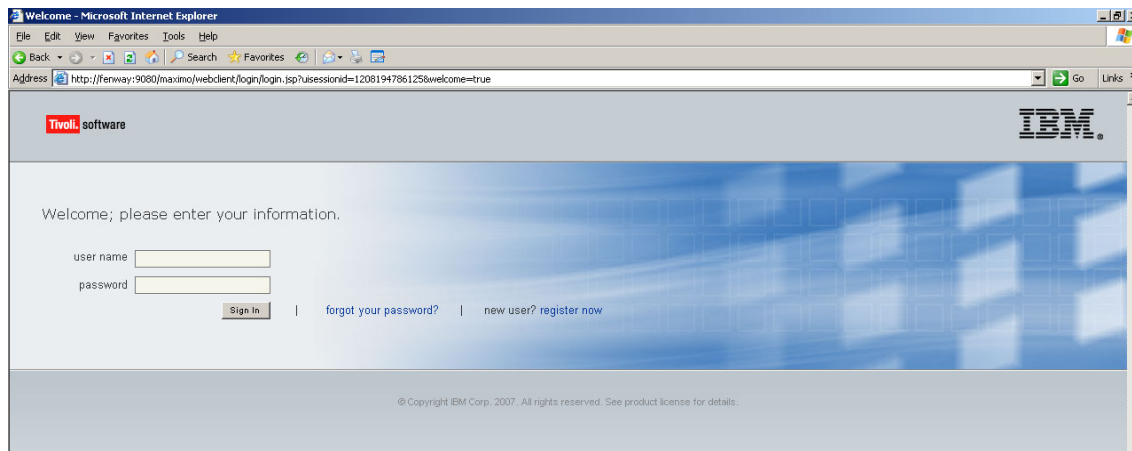 Welcome - Microsoft Internet Explorer
File Edit View Favorites Tools Help
Back Search Favorites
Address http://fenway:9080/maximo/webclient/login/login.jsp?uisessionid=1208194786125&welcome=true Go Links
Tivoli. software IBM.
Welcome; please enter your information.
user name
password
Sign In | forgot your password? | new user? register now
© Copyright IBM Corp. 2007. All rights reserved. See product license for details.